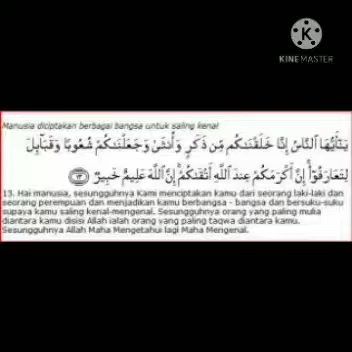 KINEMASTER
Manusia diciptakan berbagai bangsa untuk saling kenal
يَـٰٓأَيُّهَا ٱلنَّاسُ إِنَّا خَلَقْنَـٰكُم مِّن ذَكَرٍ وَأُنثَىٰ وَجَعَلْنَـٰكُمْ شُعُوبًا وَقَبَآئِلَ
لِتَعَارَفُوٓا۟ ۚ إِنَّ أَكْرَمَكُمْ عِندَ ٱللَّهِ أَتْقَىٰكُمْ ۚ إِنَّ ٱللَّهَ عَلِيمٌ خَبِيرٌ ﴿١٣﴾
13. Hai manusia, sesungguhnya Kami menciptakan kamu dari seorang laki-laki dan
seorang perempuan dan menjadikan kamu berbangsa - bangsa dan bersuku-suku
supaya kamu saling kenal-mengenal. Sesungguhnya orang yang paling mulia
diantara kamu disisi Allah ialah orang yang paling taqwa diantara kamu.
Sesungguhnya Allah Maha Mengetahui lagi Maha Mengenal.